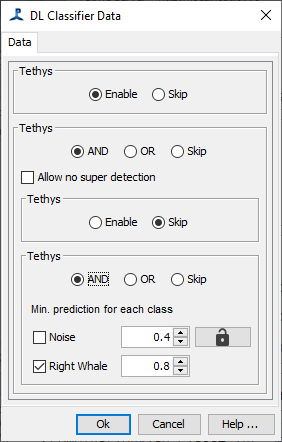 DL Classifier Data
Data
Tethys
Enable Skip
Tethys
AND OR Skip
Allow no super detection
Tethys
Enable Skip
Tethys
AND OR Skip
Min. prediction for each class
Noise 0.4
Right Whale 0.8
Ok Cancel Help ...